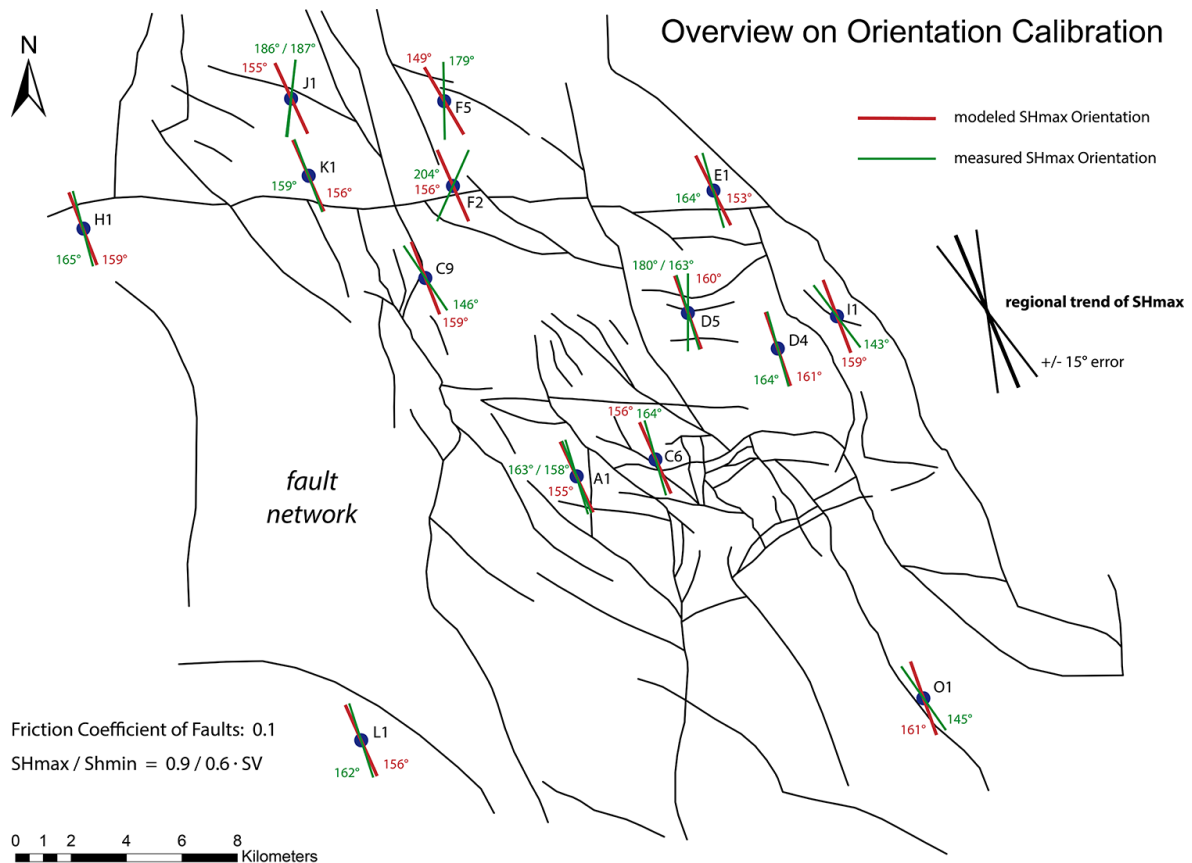 Overview on Orientation Calibration
N
186° / 187°
155°
J1
149°
179°
F5
modeled SHmax Orientation
measured SHmax Orientation
K1
159°
156°
204°
156°
F2
E1
164°
153°
H1
165°
159°
C9
146°
159°
180° / 163°
160°
D5
I1
143°
159°
regional trend of SHmax
+/- 15° error
D4
164°
161°
156°
164°
C6
163° / 158°
155°
A1
fault
network
O1
145°
161°
L1
162°
156°
Friction Coefficient of Faults: 0.1
SHmax / Shmin = 0.9 / 0.6 · SV
0 1 2 4 6 8
Kilometers